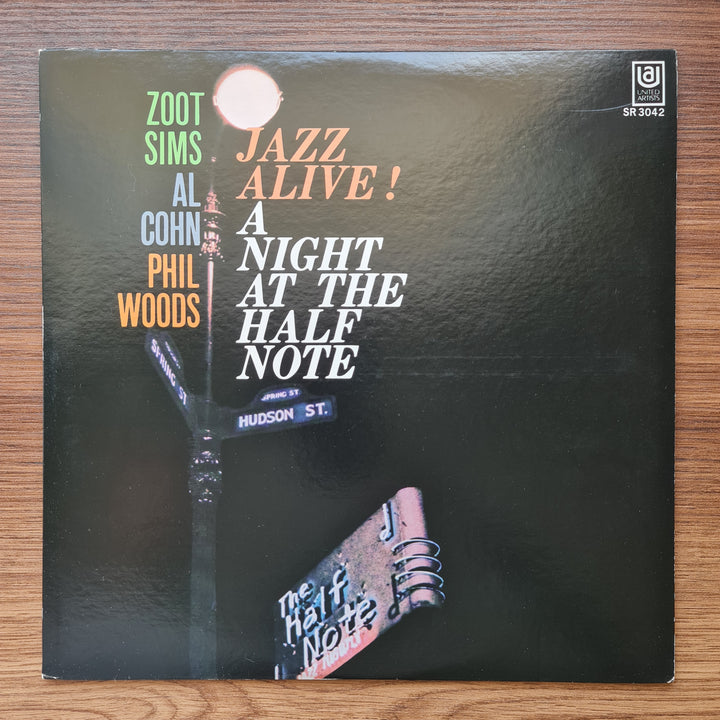 ZOOT
SIMS
AL
COHN
PHIL
WOODS
JAZZ
ALIVE!
A
NIGHT
AT THE
HALF
NOTE
UA
UNITED
ARTISTS
SR 3042
SPRING ST
SPRING ST
HUDSON ST.
The
Half
Note